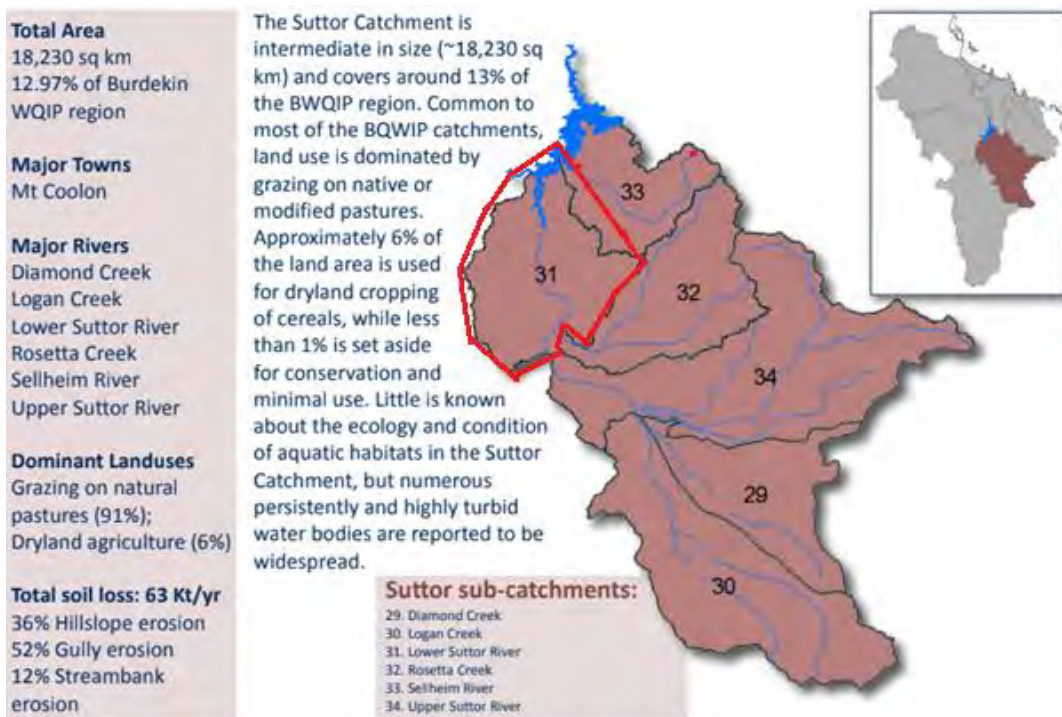 Total Area
18,230 sq km
12.97% of Burdekin
WQIP region
Major Towns
Mt Coolon
Major Rivers
Diamond Creek
Logan Creek
Lower Suttor River
Rosetta Creek
Sellheim River
Upper Suttor River
Dominant Landuses
Grazing on natural
pastures (91%);
Dryland agriculture (6%)
Total soil loss: 63 Kt/yr
36% Hillslope erosion
52% Gully erosion
12% Streambank
erosion
The Suttor Catchment is
intermediate in size (~18,230 sq
km) and covers around 13% of
the BWQIP region. Common to
most of the BQWIP catchments,
land use is dominated by
grazing on native or
modified pastures.
Approximately 6% of
the land area is used
for dryland cropping
of cereals, while less
than 1% is set aside
for conservation and
minimal use. Little is known
about the ecology and condition
of aquatic habitats in the Suttor
Catchment, but numerous
persistently and highly turbid
water bodies are reported to be
widespread.
33
31
32
34
29
30
Suttor sub-catchments:
29. Diamond Creek
30. Logan Creek
31. Lower Suttor River
32. Rosetta Creek
33. Sellheim River
34. Upper Suttor River